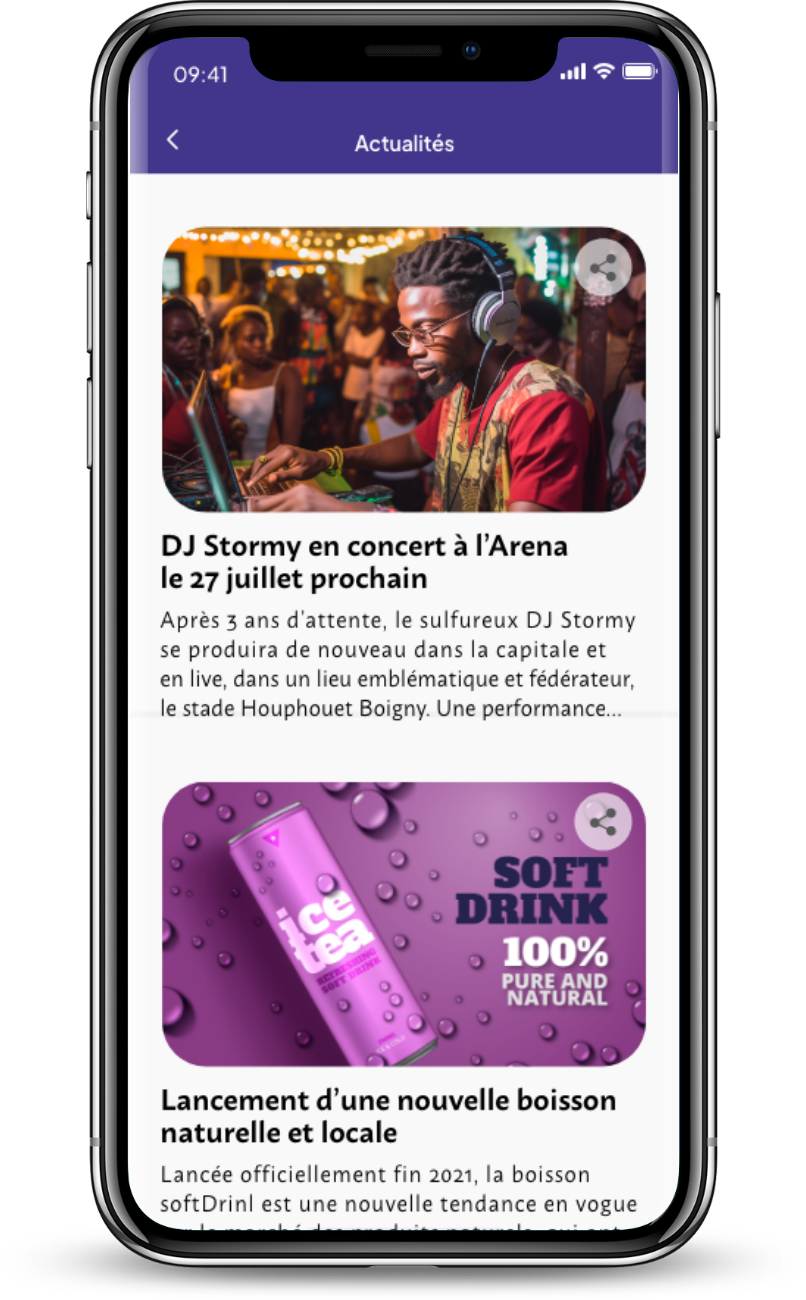 09:41
Actualités
DJ Stormy en concert à l'Arena
le 27 juillet prochain
Après 3 ans d'attente, le sulfureux DJ Stormy
se produira de nouveau dans la capitale et
en live, dans un lieu emblématique et fédérateur,
le stade Houphouet Boigny. Une performance...
ice
tea
REFRESHING
SOFT DRINK
SOFT
DRINK
100%
PURE AND
NATURAL
Lancement d'une nouvelle boisson
naturelle et locale
Lancée officiellement fin 2021, la boisson
softDrinl est une nouvelle tendance en vogue